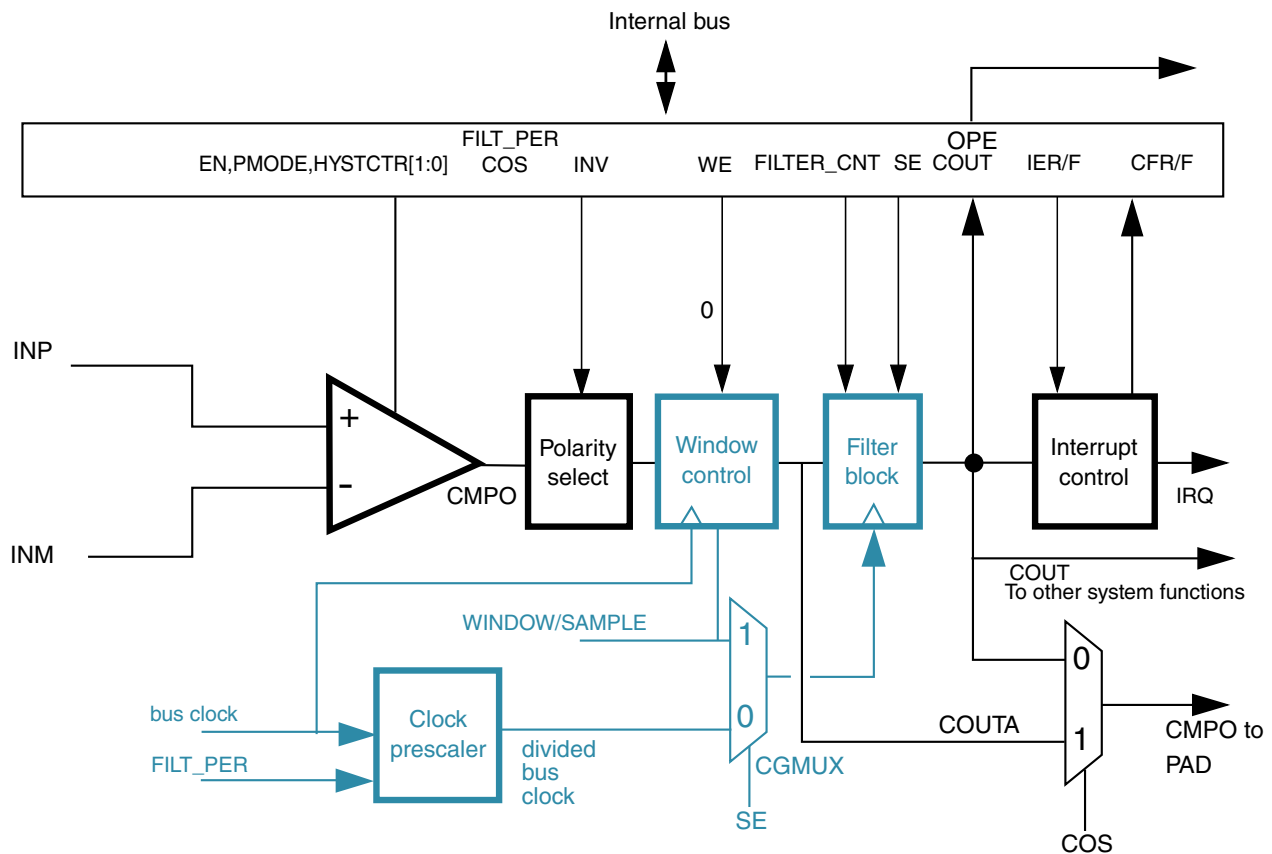 Internal bus
FILT_PER
OPE
EN,PMODE,HYSTCTR[1:0]
COS
INV
WE
FILTER_CNT
SE
COUT
IER/F
CFR/F
0
INP
+
-
INM
CMPO
Polarity
select
Window
control
Filter
block
Interrupt
control
IRQ
COUT
To other system functions
WINDOW/SAMPLE
1
0
CGMUX
SE
bus clock
FILT_PER
Clock
prescaler
divided
bus
clock
COUTA
0
1
CMPO to
PAD
COS